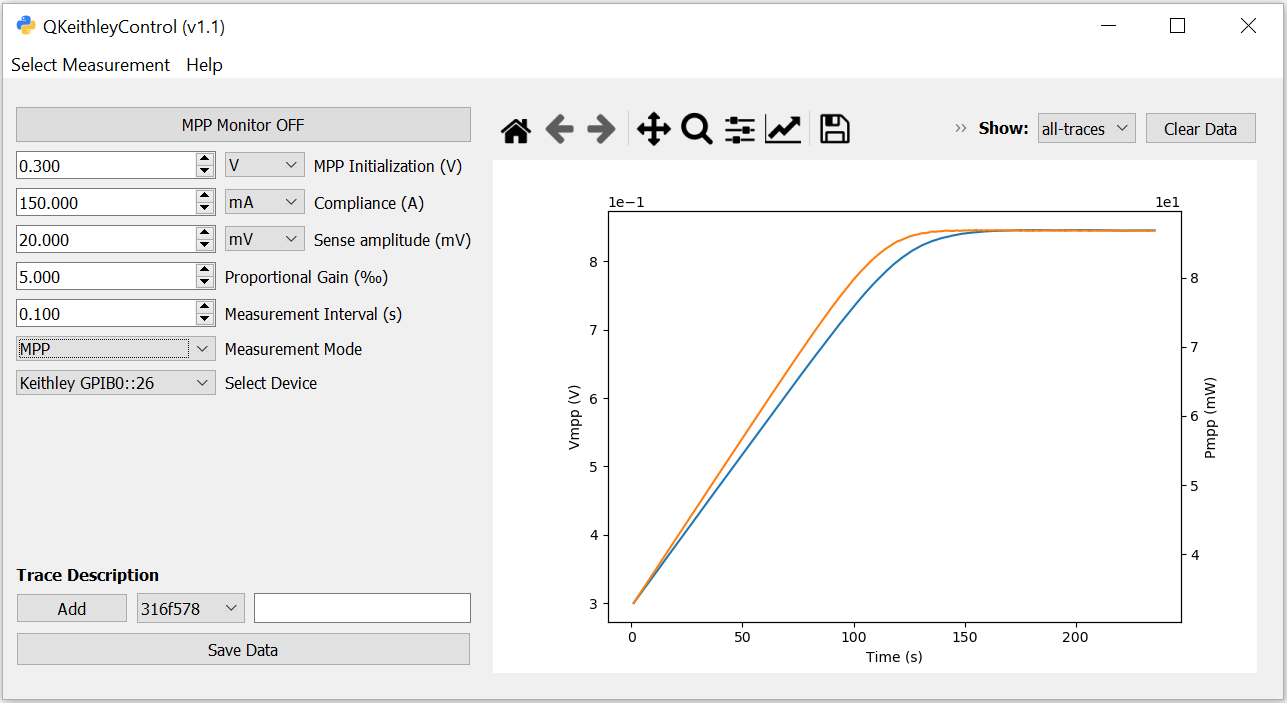 QKeithleyControl (v1.1)
Select Measurement Help
MPP Monitor OFF
0.300 V MPP Initialization (V)
150.000 mA Compliance (A)
20.000 mV Sense amplitude (mV)
5.000 Proportional Gain (‰)
0.100 Measurement Interval (s)
MPP Measurement Mode
Keithley GPIB0::26 Select Device
Trace Description
Add 316f578
Save Data
Show: all-traces Clear Data
1e−1 1e1
8
7
6
5
4
3
Vmpp (V)
8
7
6
5
4
Pmpp (mW)
0 50 100 150 200
Time (s)